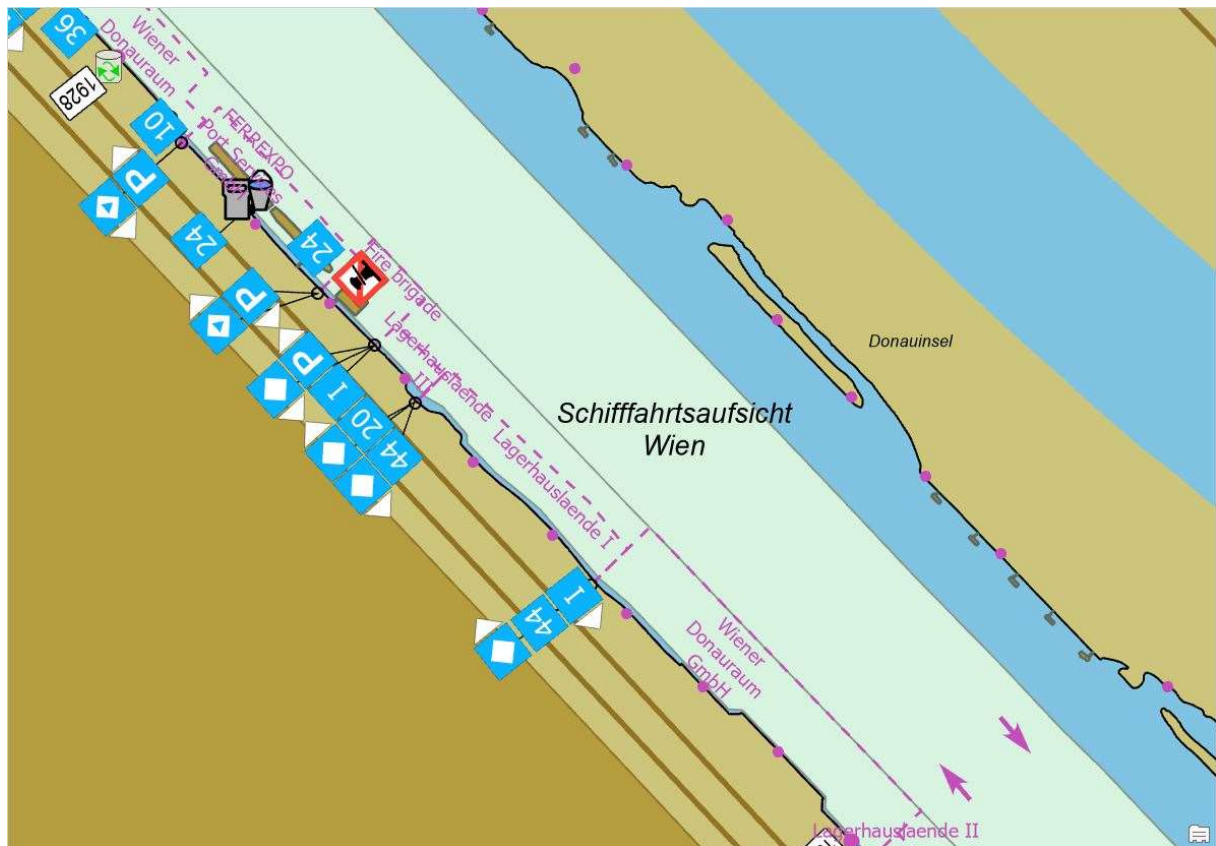 36
Wiener
Donauraum
1928
10
FERREXPO
Port Services
GmbH
P
24
24
Fire brigade
P
Lagerhauslaende
III
Donauinsel
P
I
20
44
Schifffahrtsaufsicht
Wien
Lagerhauslaende I
I
44
Wiener
Donauraum
GmbH
Lagerhauslaende II